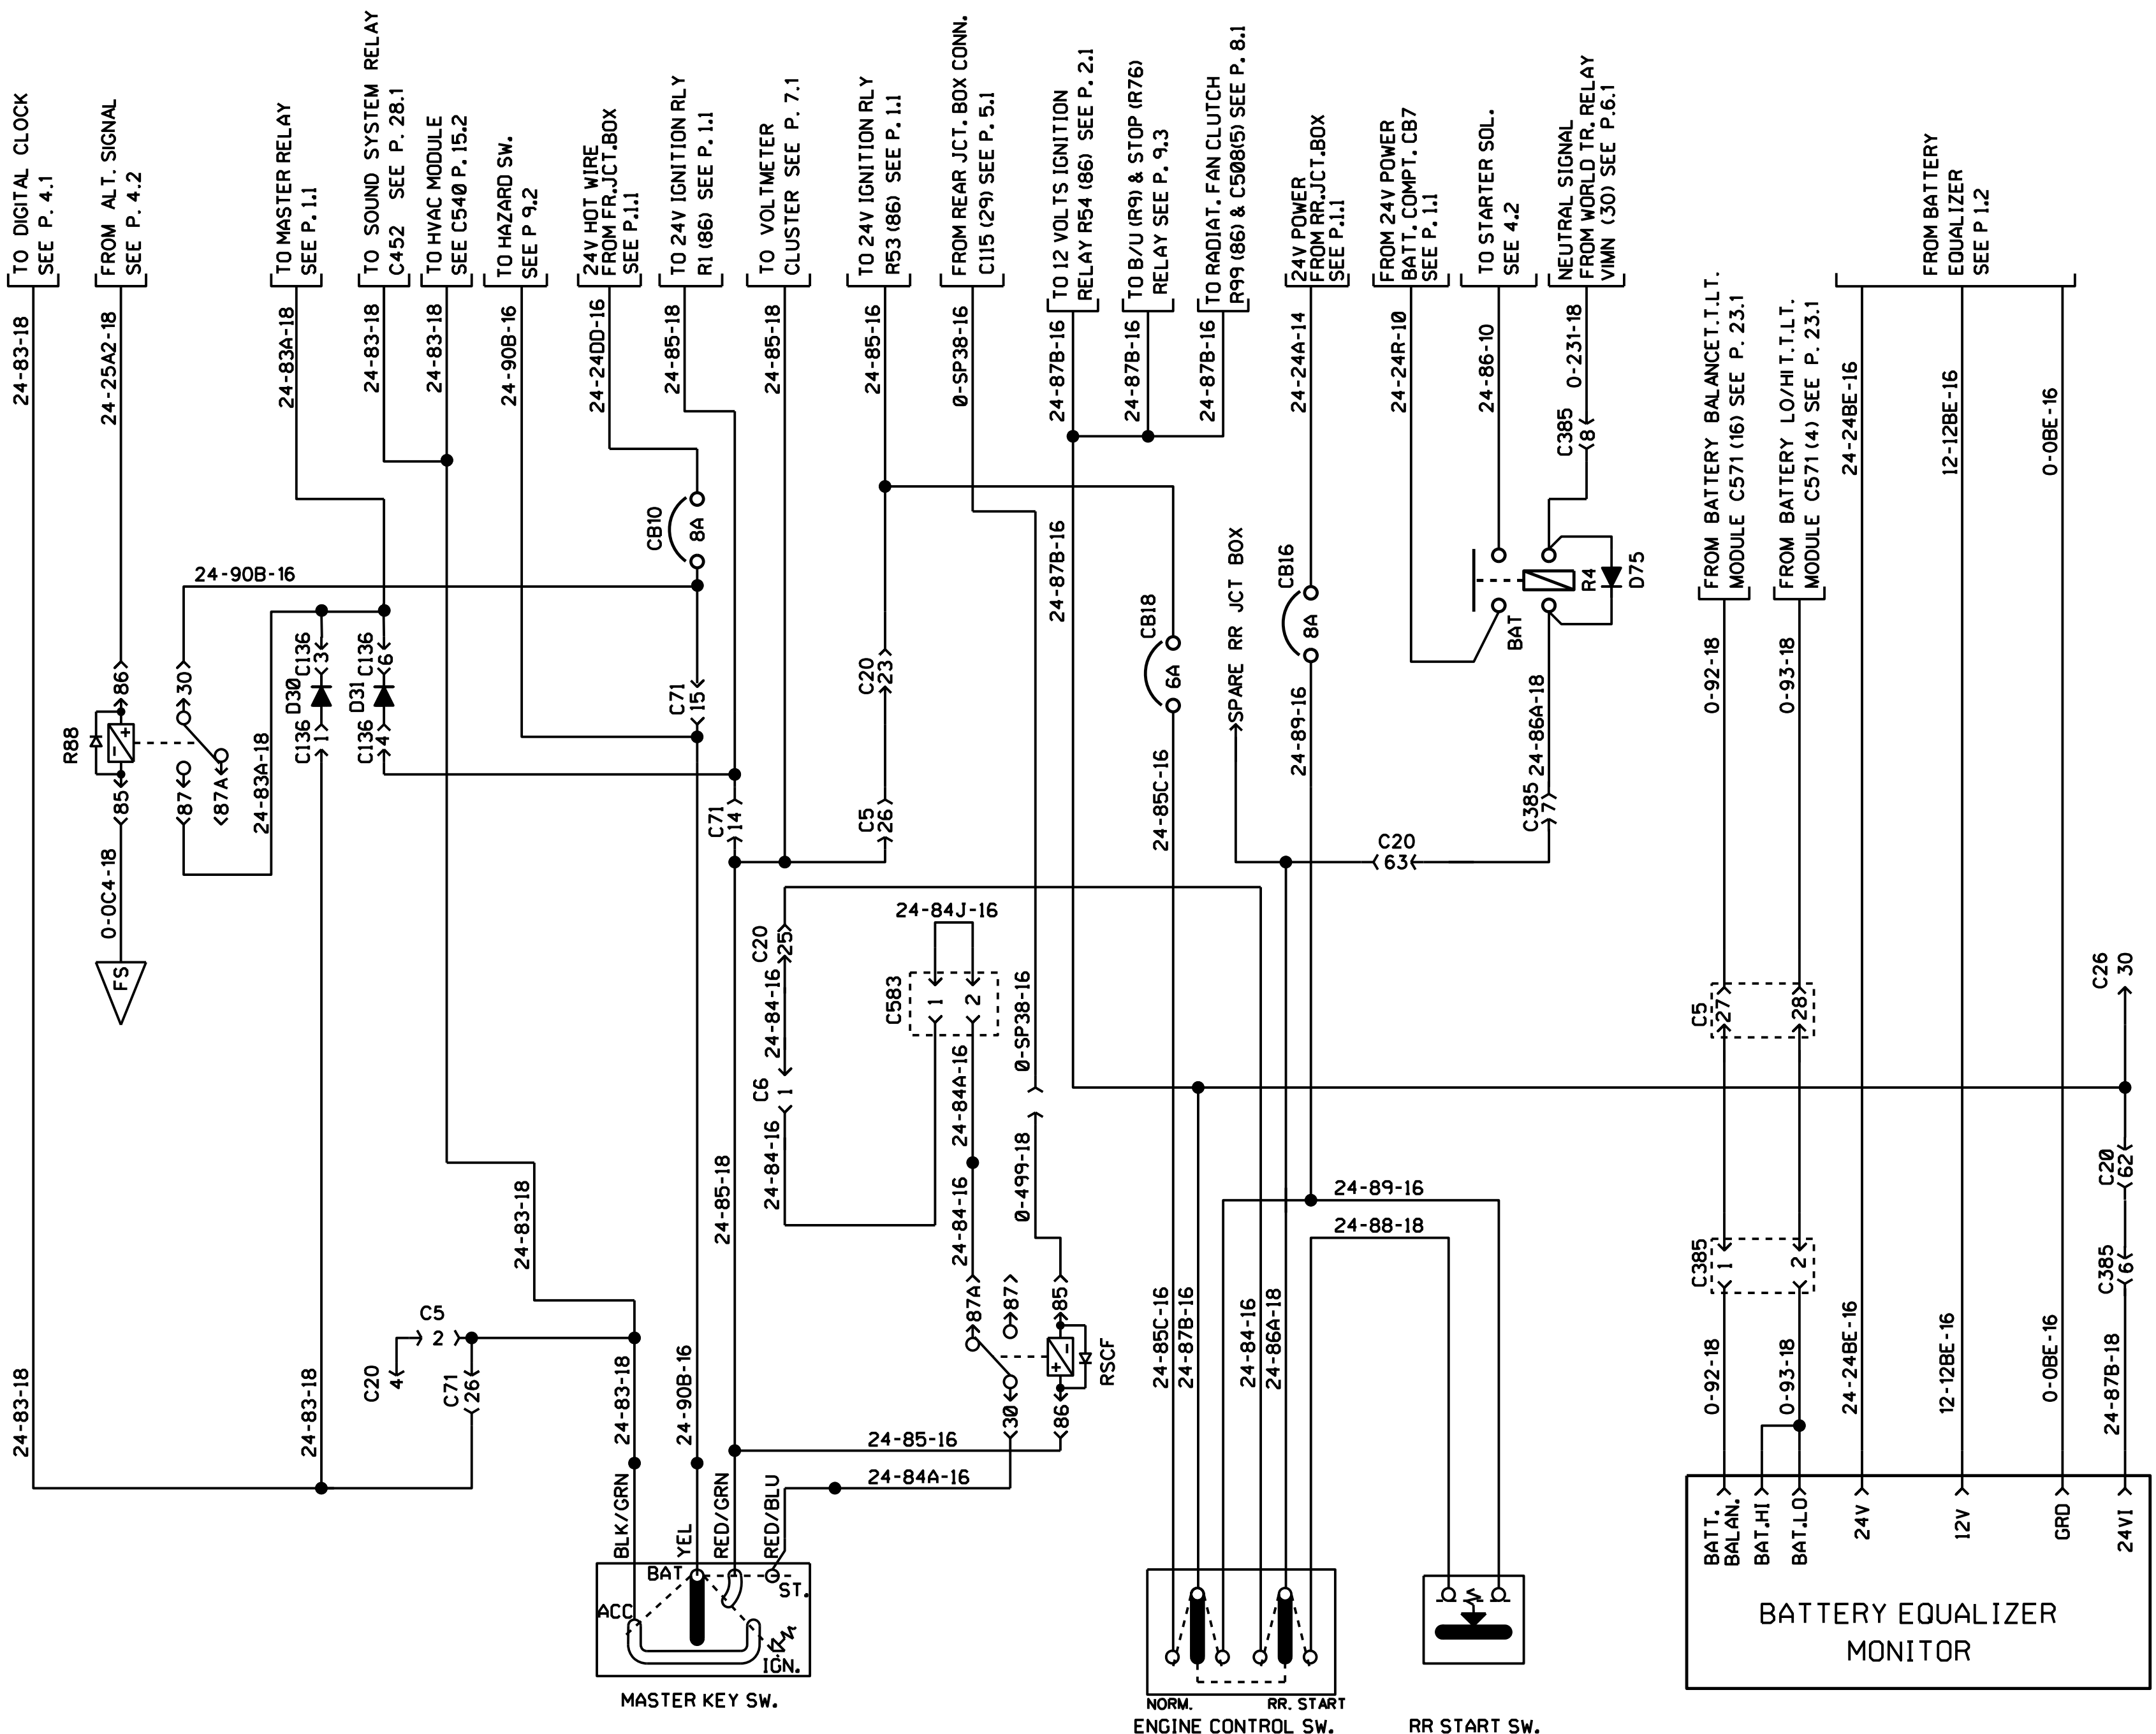 TO DIGITAL CLOCK
SEE P. 4.1
FROM ALT. SIGNAL
SEE P. 4.2
TO MASTER RELAY
SEE P. 1.1
TO SOUND SYSTEM RELAY
C452 SEE P. 28.1
TO HVAC MODULE
SEE C540 P. 15.2
TO HAZARD SW.
SEE P 9.2
24V HOT WIRE
FROM FR.JCT.BOX
SEE P.1.1
TO 24V IGNITION RLY
R1 (86) SEE P. 1.1
TO VOLTMETER
CLUSTER SEE P. 7.1
TO 24V IGNITION RLY
R53 (86) SEE P. 1.1
FROM REAR JCT. BOX CONN.
C115 (29) SEE P. 5.1
TO 12 VOLTS IGNITION
RELAY R54 (86) SEE P. 2.1
TO B/U (R9) & STOP (R76)
RELAY SEE P. 9.3
TO RADIAT. FAN CLUTCH
R99 (86) & C508(5) SEE P. 8.1
24V POWER
FROM RR.JCT.BOX
SEE P.1.1
FROM 24V POWER
BATT. COMPT. CB7
SEE P. 1.1
TO STARTER SOL.
SEE 4.2
NEUTRAL SIGNAL
FROM WORLD TR. RELAY
VIMN (30) SEE P.6.1
FROM BATTERY BALANCE T.T.LT.
MODULE C571 (16) SEE P. 23.1
FROM BATTERY LO/HI T.T.LT.
MODULE C571 (4) SEE P. 23.1
FROM BATTERY
EQUALIZER
SEE P 1.2
24-83-18
24-25A2-18
24-83A-18
24-83-18
24-83-18
24-90B-16
24-24DD-16
24-85-18
24-85-18
24-85-16
0-SP38-16
24-87B-16
24-87B-16
24-87B-16
24-24A-14
24-24R-10
24-86-10
0-231-18
C385
8
24-24BE-16
12-12BE-16
0-0BE-16
CB10
8A
24-90B-16
24-87B-16
SPARE RR JCT BOX
CB16
8A
BAT
R4
D75
CB18
6A
0-92-18
0-93-18
R88
86
- +
85
30
87
87A
24-83A-18
D30
C136
3
C136
1
D31
C136
6
C136
4
C71
15
C20
23
24-89-16
24-86A-18
C385
7
24-85C-16
C71
14
C5
26
C20
63
0-0C4-18
FS
24-84J-16
C20
25
24-84-16
C6
1
24-84-16
C583
1
2
24-84A-16
24-84-16
0-SP38-16
0-499-18
C5
27
28
C26
30
24-85-18
24-83-18
C20
62
24-89-16
24-88-18
C385
1
2
C385
6
C5
2
C20
4
C71
26
87A
87
85
+ -
RSCF
30
86
24-83-18
24-83-18
24-83-18
24-90B-16
24-85-16
24-84A-16
24-85C-16
24-87B-16
24-84-16
24-86A-18
0-92-18
0-93-18
24-24BE-16
12-12BE-16
0-0BE-16
24-87B-18
BLK/GRN
YEL
RED/GRN
RED/BLU
BAT
ST.
ACC
IGN.
MASTER KEY SW.
NORM.
RR. START
ENGINE CONTROL SW.
RR START SW.
BATT.
BALAN.
BAT.HI
BAT.LO
24V
12V
GRD
24VI
BATTERY EQUALIZER
MONITOR